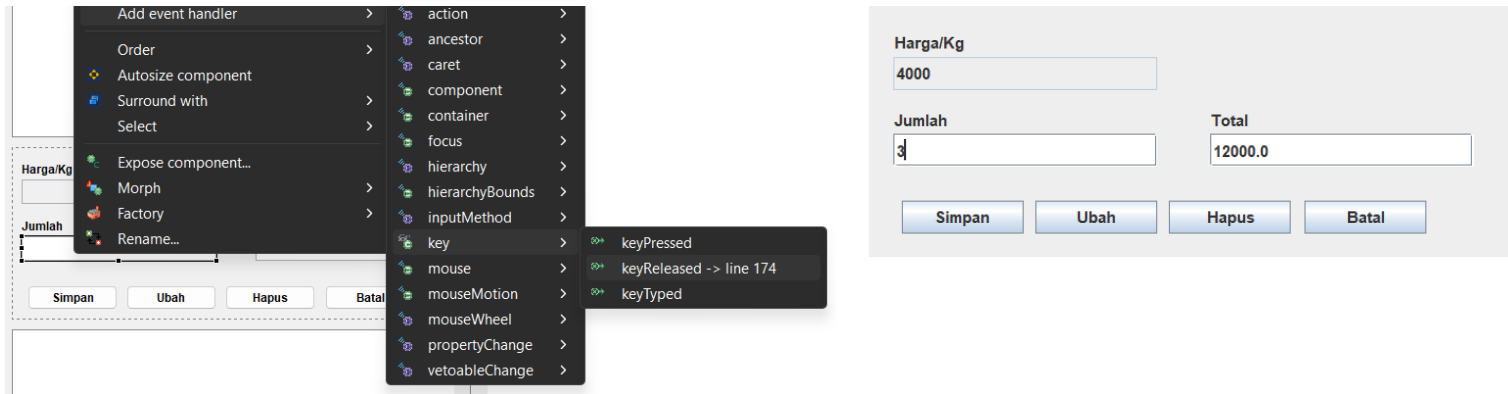 Add event handler
Order
Autosize component
Surround with
Select
Expose component...
Morph
Factory
Rename...
Harga/Kg
Jumlah
Simpan
Ubah
Hapus
Batal
action
ancestor
caret
component
container
focus
hierarchy
hierarchyBounds
inputMethod
key
mouse
mouseMotion
mouseWheel
propertyChange
vetoableChange
keyPressed
keyReleased -> line 174
keyTyped
Harga/Kg
4000
Jumlah Total
3 12000.0
Simpan Ubah Hapus Batal